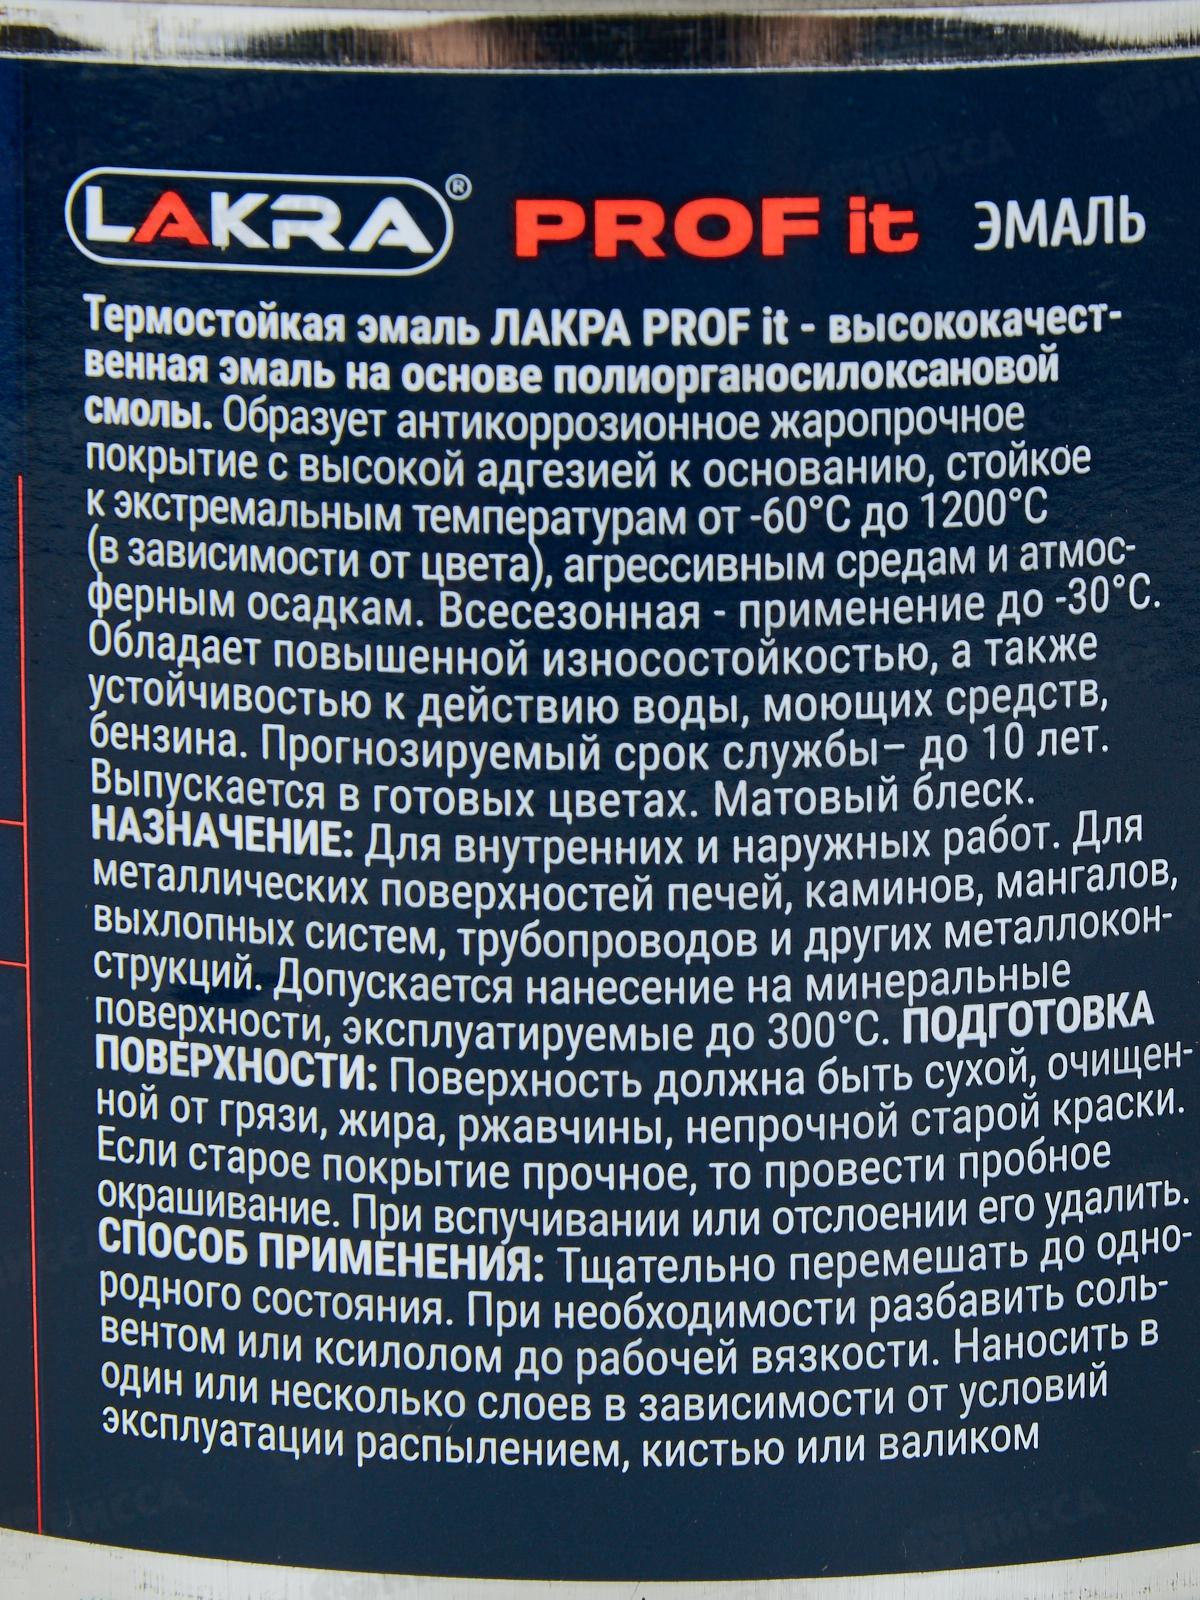 LAKRA® PROF it ЭМАЛЬ
Термостойкая эмаль ЛАКРА PROF it - высококачест-
венная эмаль на основе полиорганосилоксановой
смолы. Образует антикоррозионное жаропрочное
покрытие с высокой адгезией к основанию, стойкое
к экстремальным температурам от -60°С до 1200°С
(в зависимости от цвета), агрессивным средам и атмос-
ферным осадкам. Всесезонная - применение до -30°С.
Обладает повышенной износостойкостью, а также
устойчивостью к действию воды, моющих средств,
бензина. Прогнозируемый срок службы– до 10 лет.
Выпускается в готовых цветах. Матовый блеск.
НАЗНАЧЕНИЕ: Для внутренних и наружных работ. Для
металлических поверхностей печей, каминов, мангалов,
выхлопных систем, трубопроводов и других металлокон-
струкций. Допускается нанесение на минеральные
поверхности, эксплуатируемые до 300°С. ПОДГОТОВКА
ПОВЕРХНОСТИ: Поверхность должна быть сухой, очищен-
ной от грязи, жира, ржавчины, непрочной старой краски.
Если старое покрытие прочное, то провести пробное
окрашивание. При вспучивании или отслоении его удалить.
СПОСОБ ПРИМЕНЕНИЯ: Тщательно перемешать до одно-
родного состояния. При необходимости разбавить соль-
вентом или ксилолом до рабочей вязкости. Наносить в
один или несколько слоев в зависимости от условий
эксплуатации распылением, кистью или валиком